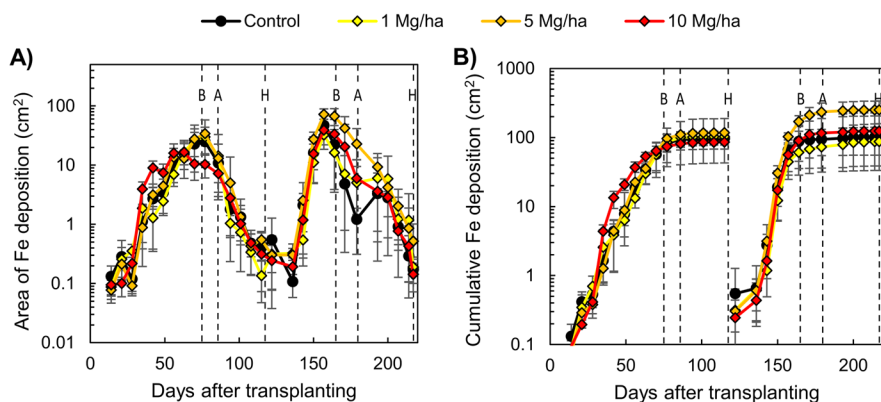 Control 1 Mg/ha 5 Mg/ha 10 Mg/ha
A)
B A H B A H
Area of Fe deposition (cm²)
100
10
1
0.1
0.01
0 50 100 150 200
Days after transplanting
B)
B A H B A H
Cumulative Fe deposition (cm²)
1000
100
10
1
0.1
0 50 100 150 200
Days after transplanting